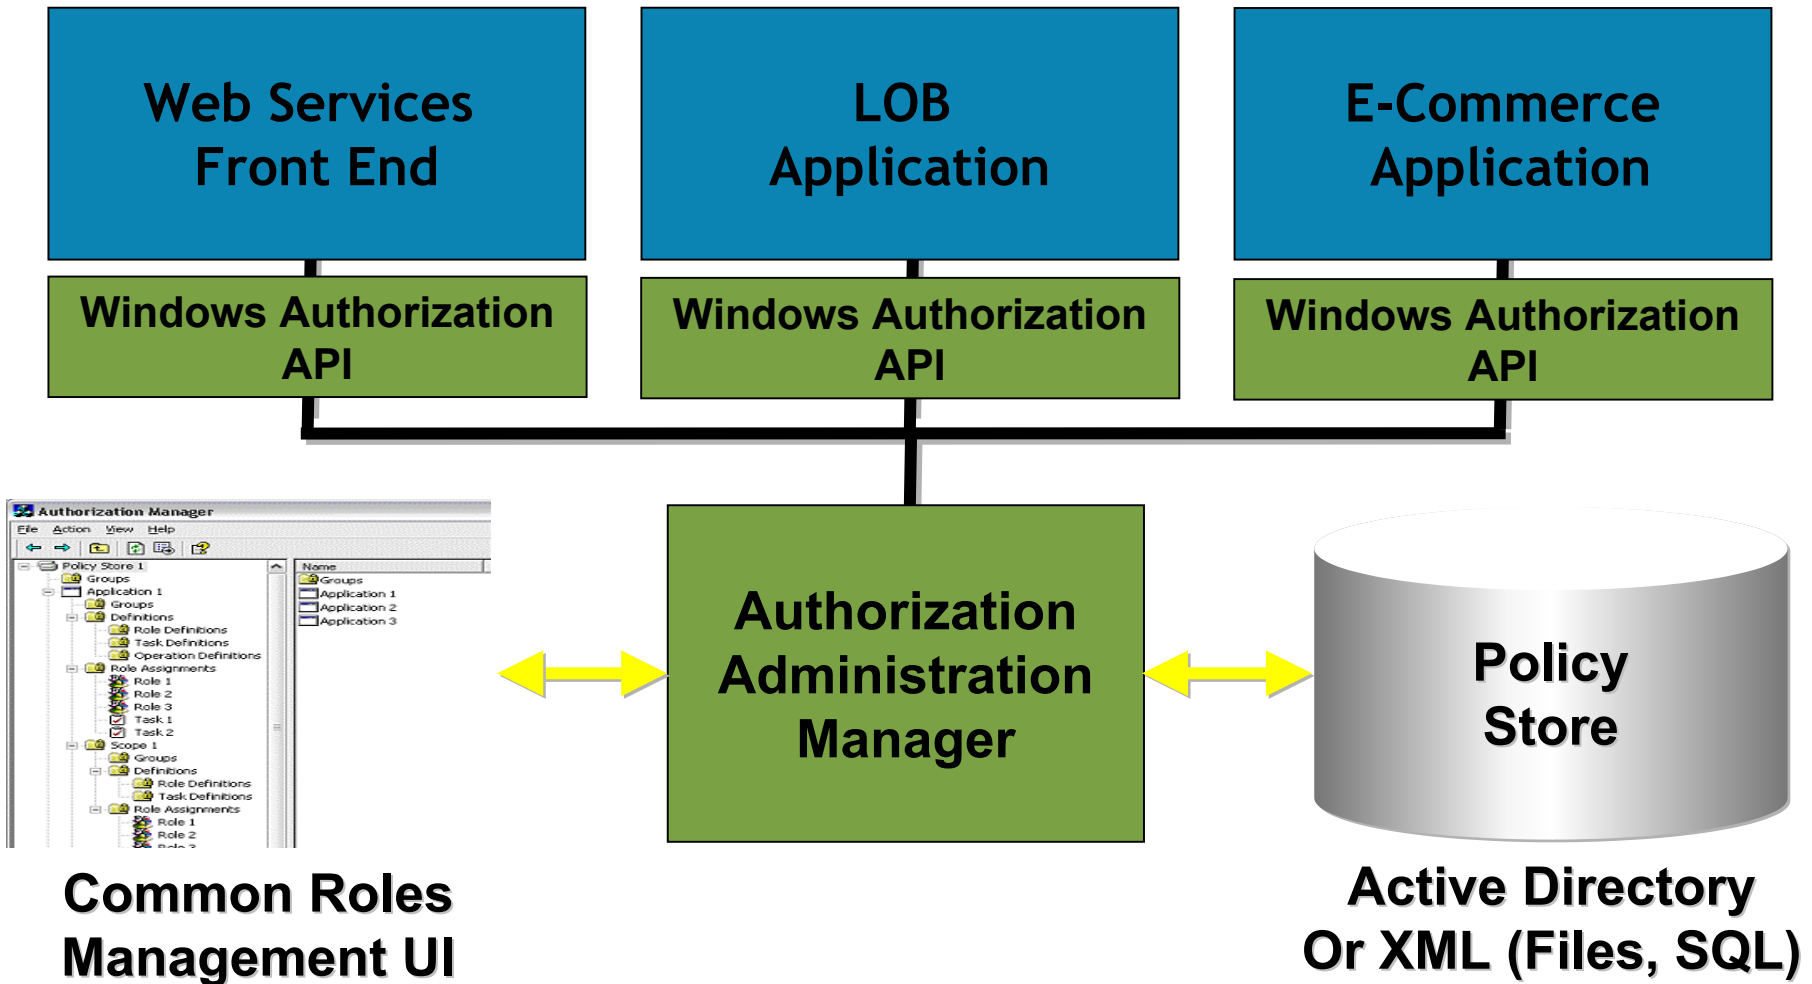 Web Services
Front End
LOB
Application
E-Commerce
Application
Windows Authorization
API
Windows Authorization
API
Windows Authorization
API
Authorization Manager
File Action View Help
Policy Store 1
Groups
Application 1
Groups
Definitions
Role Definitions
Task Definitions
Operation Definitions
Role Assignments
Role 1
Role 2
Role 3
Task 1
Task 2
Scope 1
Groups
Definitions
Role Definitions
Task Definitions
Role Assignments
Role 1
Role 2
Role 3
Name
Groups
Application 1
Application 2
Application 3
Authorization
Administration
Manager
Policy
Store
Common Roles
Management UI
Active Directory
Or XML (Files, SQL)